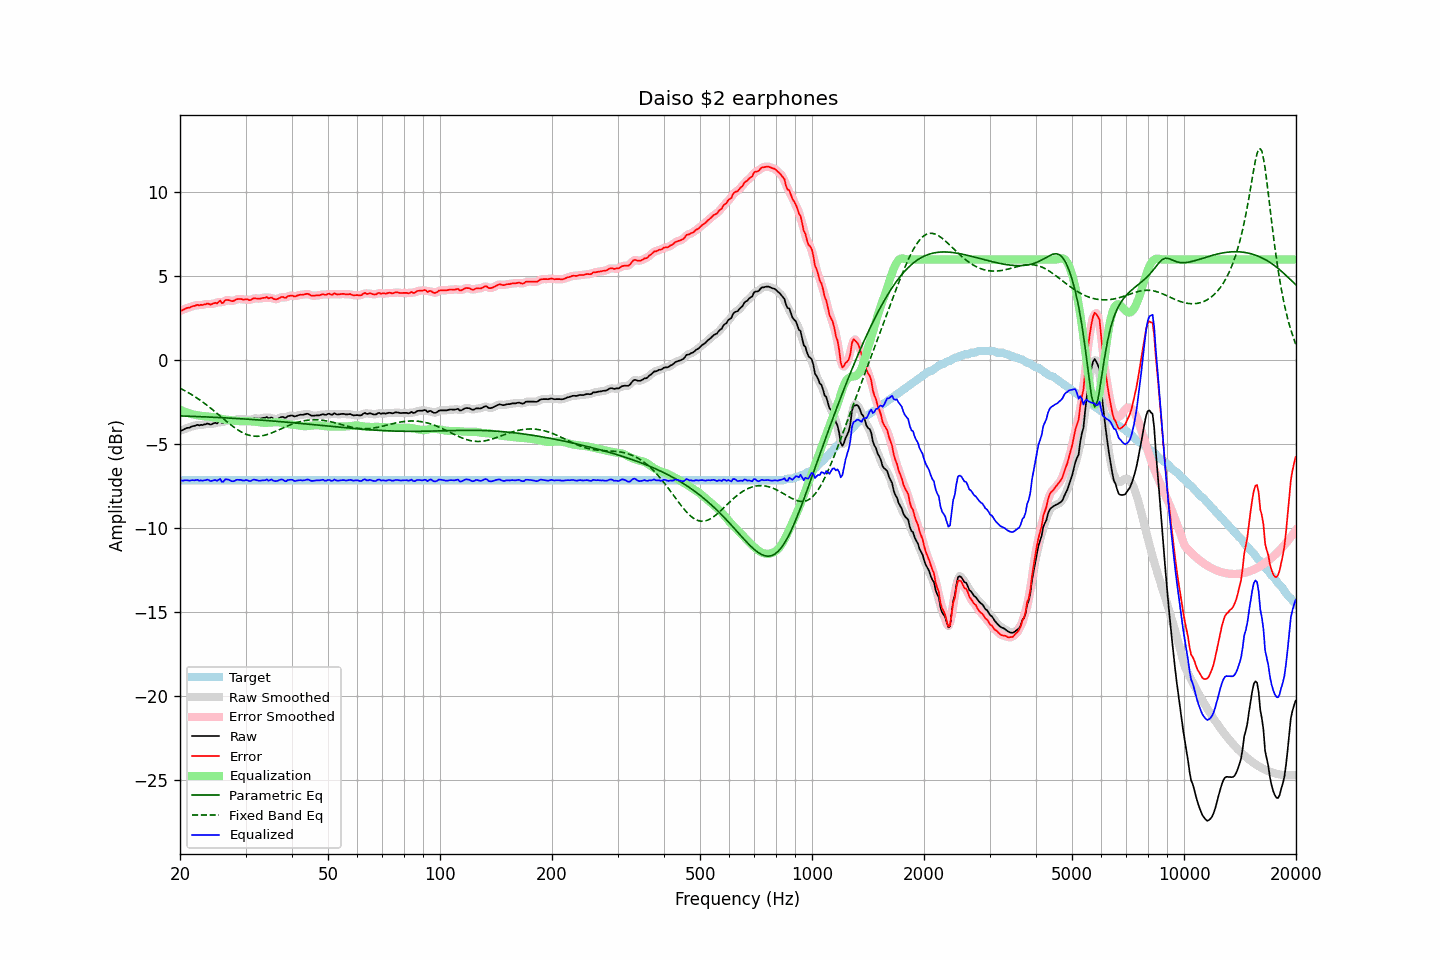 Daiso $2 earphones
Amplitude (dBr)
10
5
0
−5
−10
−15
−20
−25
Target
Raw Smoothed
Error Smoothed
Raw
Error
Equalization
Parametric Eq
Fixed Band Eq
Equalized
20 50 100 200 500 1000 2000 5000 10000 20000
Frequency (Hz)